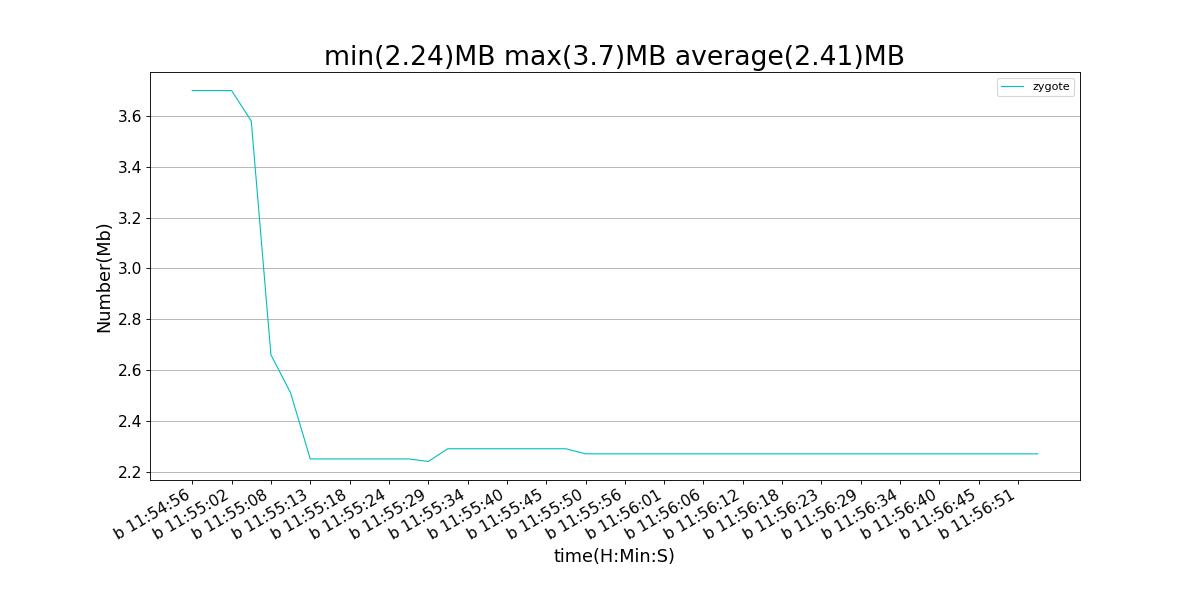 min(2.24)MB max(3.7)MB average(2.41)MB
zygote
3.6
3.4
3.2
3.0
2.8
2.6
2.4
2.2
Number(Mb)
b 11:54:56
b 11:55:02
b 11:55:08
b 11:55:13
b 11:55:18
b 11:55:24
b 11:55:29
b 11:55:34
b 11:55:40
b 11:55:45
b 11:55:50
b 11:55:56
b 11:56:01
b 11:56:06
b 11:56:12
b 11:56:18
b 11:56:23
b 11:56:29
b 11:56:34
b 11:56:40
b 11:56:45
b 11:56:51
time(H:Min:S)